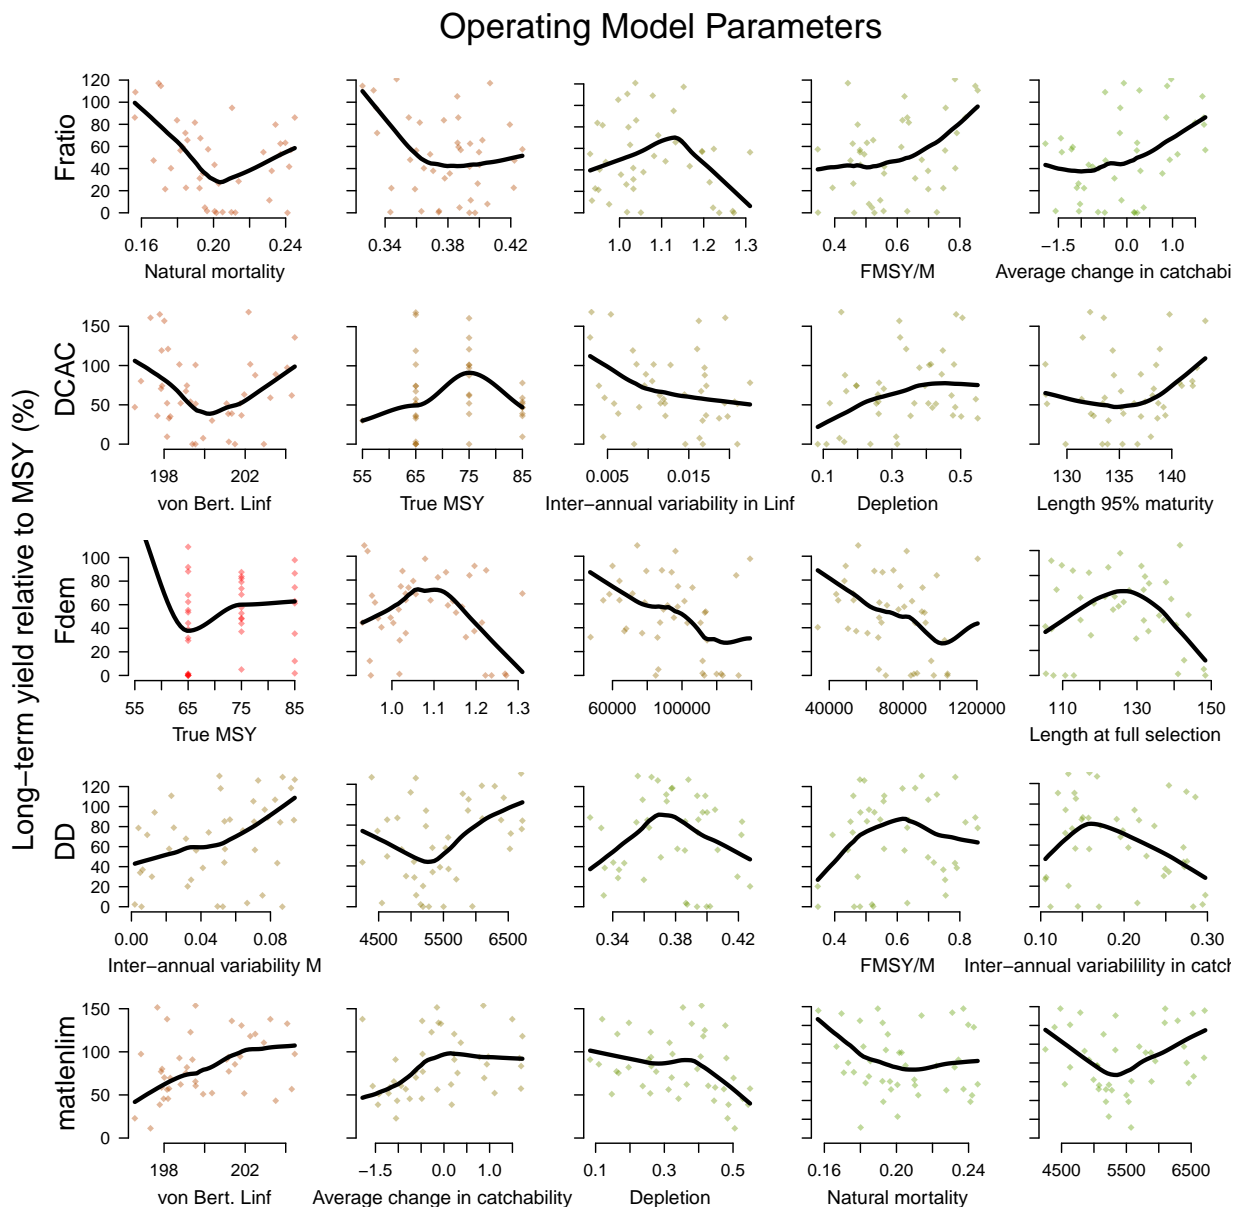 Operating Model Parameters
Long−term yield relative to MSY (%)
Fratio
120
100
80
60
40
20
0
0.16 0.20 0.24
0.34 0.38 0.42
1.0 1.1 1.2 1.3
0.4 0.6 0.8
−1.5 0.0 1.0
Natural mortality
FMSY/M
Average change in catchabi
DCAC
150
100
50
0
198 202
55 65 75 85
0.005 0.015
0.1 0.3 0.5
130 135 140
von Bert. Linf
True MSY
Inter−annual variability in Linf
Depletion
Length 95% maturity
Fdem
100
80
60
40
20
0
55 65 75 85
1.0 1.1 1.2 1.3
60000 100000
40000 80000 120000
110 130 150
True MSY
Length at full selection
DD
120
100
80
60
40
20
0
0.00 0.04 0.08
4500 5500 6500
0.34 0.38 0.42
0.4 0.6 0.8
0.10 0.20 0.30
Inter−annual variability M
FMSY/M
Inter−annual variabilility in catch
matlenlim
150
100
50
0
198 202
−1.5 0.0 1.0
0.1 0.3 0.5
0.16 0.20 0.24
4500 5500 6500
von Bert. Linf
Average change in catchability
Depletion
Natural mortality